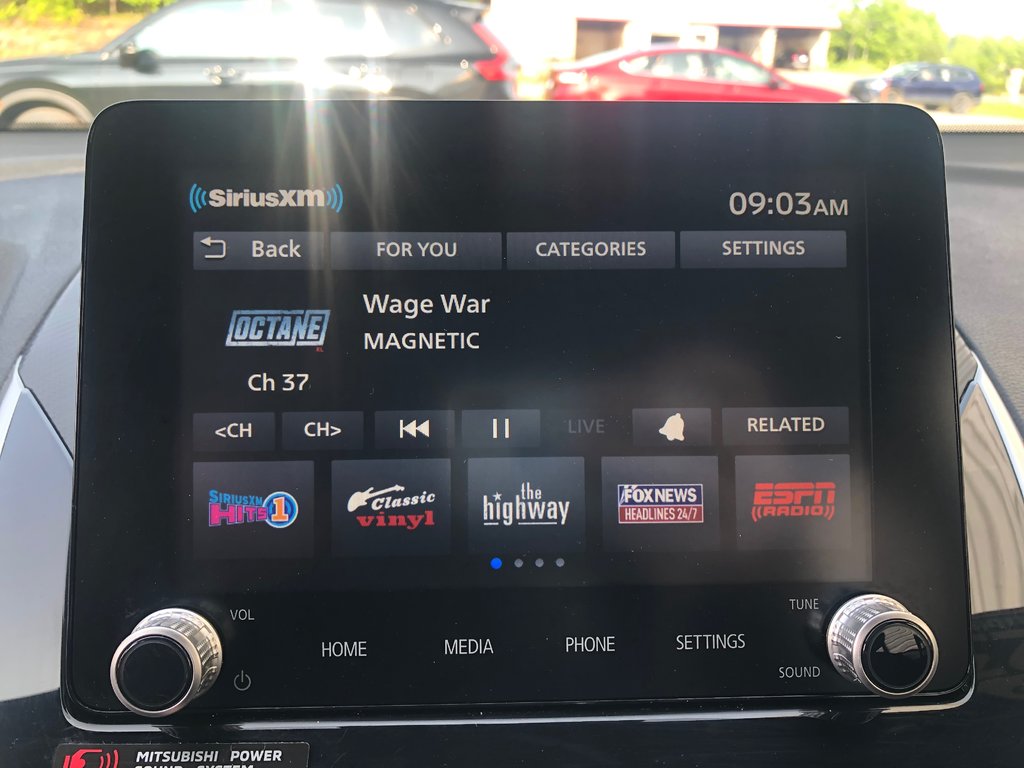 SiriusXM
09:03AM
Back
FOR YOU
CATEGORIES
SETTINGS
OCTANE
XL
Wage War
MAGNETIC
Ch 37
<CH
CH>
LIVE
RELATED
SIRIUSXM
HITS 1
Classic
vinyl
the
highway
FOX NEWS
HEADLINES 24/7
ESPN
RADIO
VOL
TUNE
HOME
MEDIA
PHONE
SETTINGS
SOUND
MITSUBISHI POWER
SOUND SYSTEM